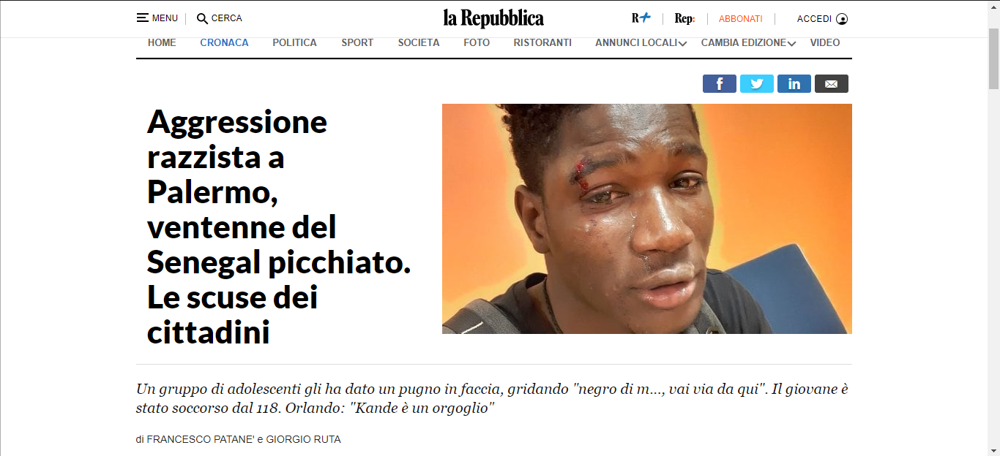 MENU
CERCA
la Repubblica
R+
Rep:
ABBONATI
ACCEDI
HOME
CRONACA
POLITICA
SPORT
SOCIETA
FOTO
RISTORANTI
ANNUNCI LOCALI
CAMBIA EDIZIONE
VIDEO
f
in
Aggressione
razzista a
Palermo,
ventenne del
Senegal picchiato.
Le scuse dei
cittadini
Un gruppo di adolescenti gli ha dato un pugno in faccia, gridando "negro di m..., vai via da qui". Il giovane è
stato soccorso dal 118. Orlando: "Kande è un orgoglio"
di FRANCESCO PATANE' e GIORGIO RUTA